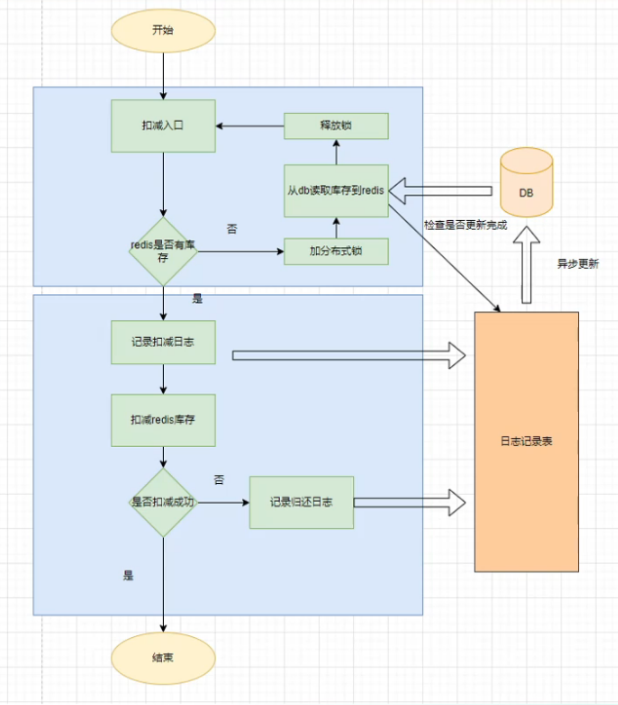 开始
扣减入口
释放锁
从db读取库存到redis
DB
检查是否更新完成
redis是否有库
存
否
加分布式锁
异步更新
是
记录扣减日志
扣减redis库存
日志记录表
是否扣减成功
否
记录归还日志
是
结束